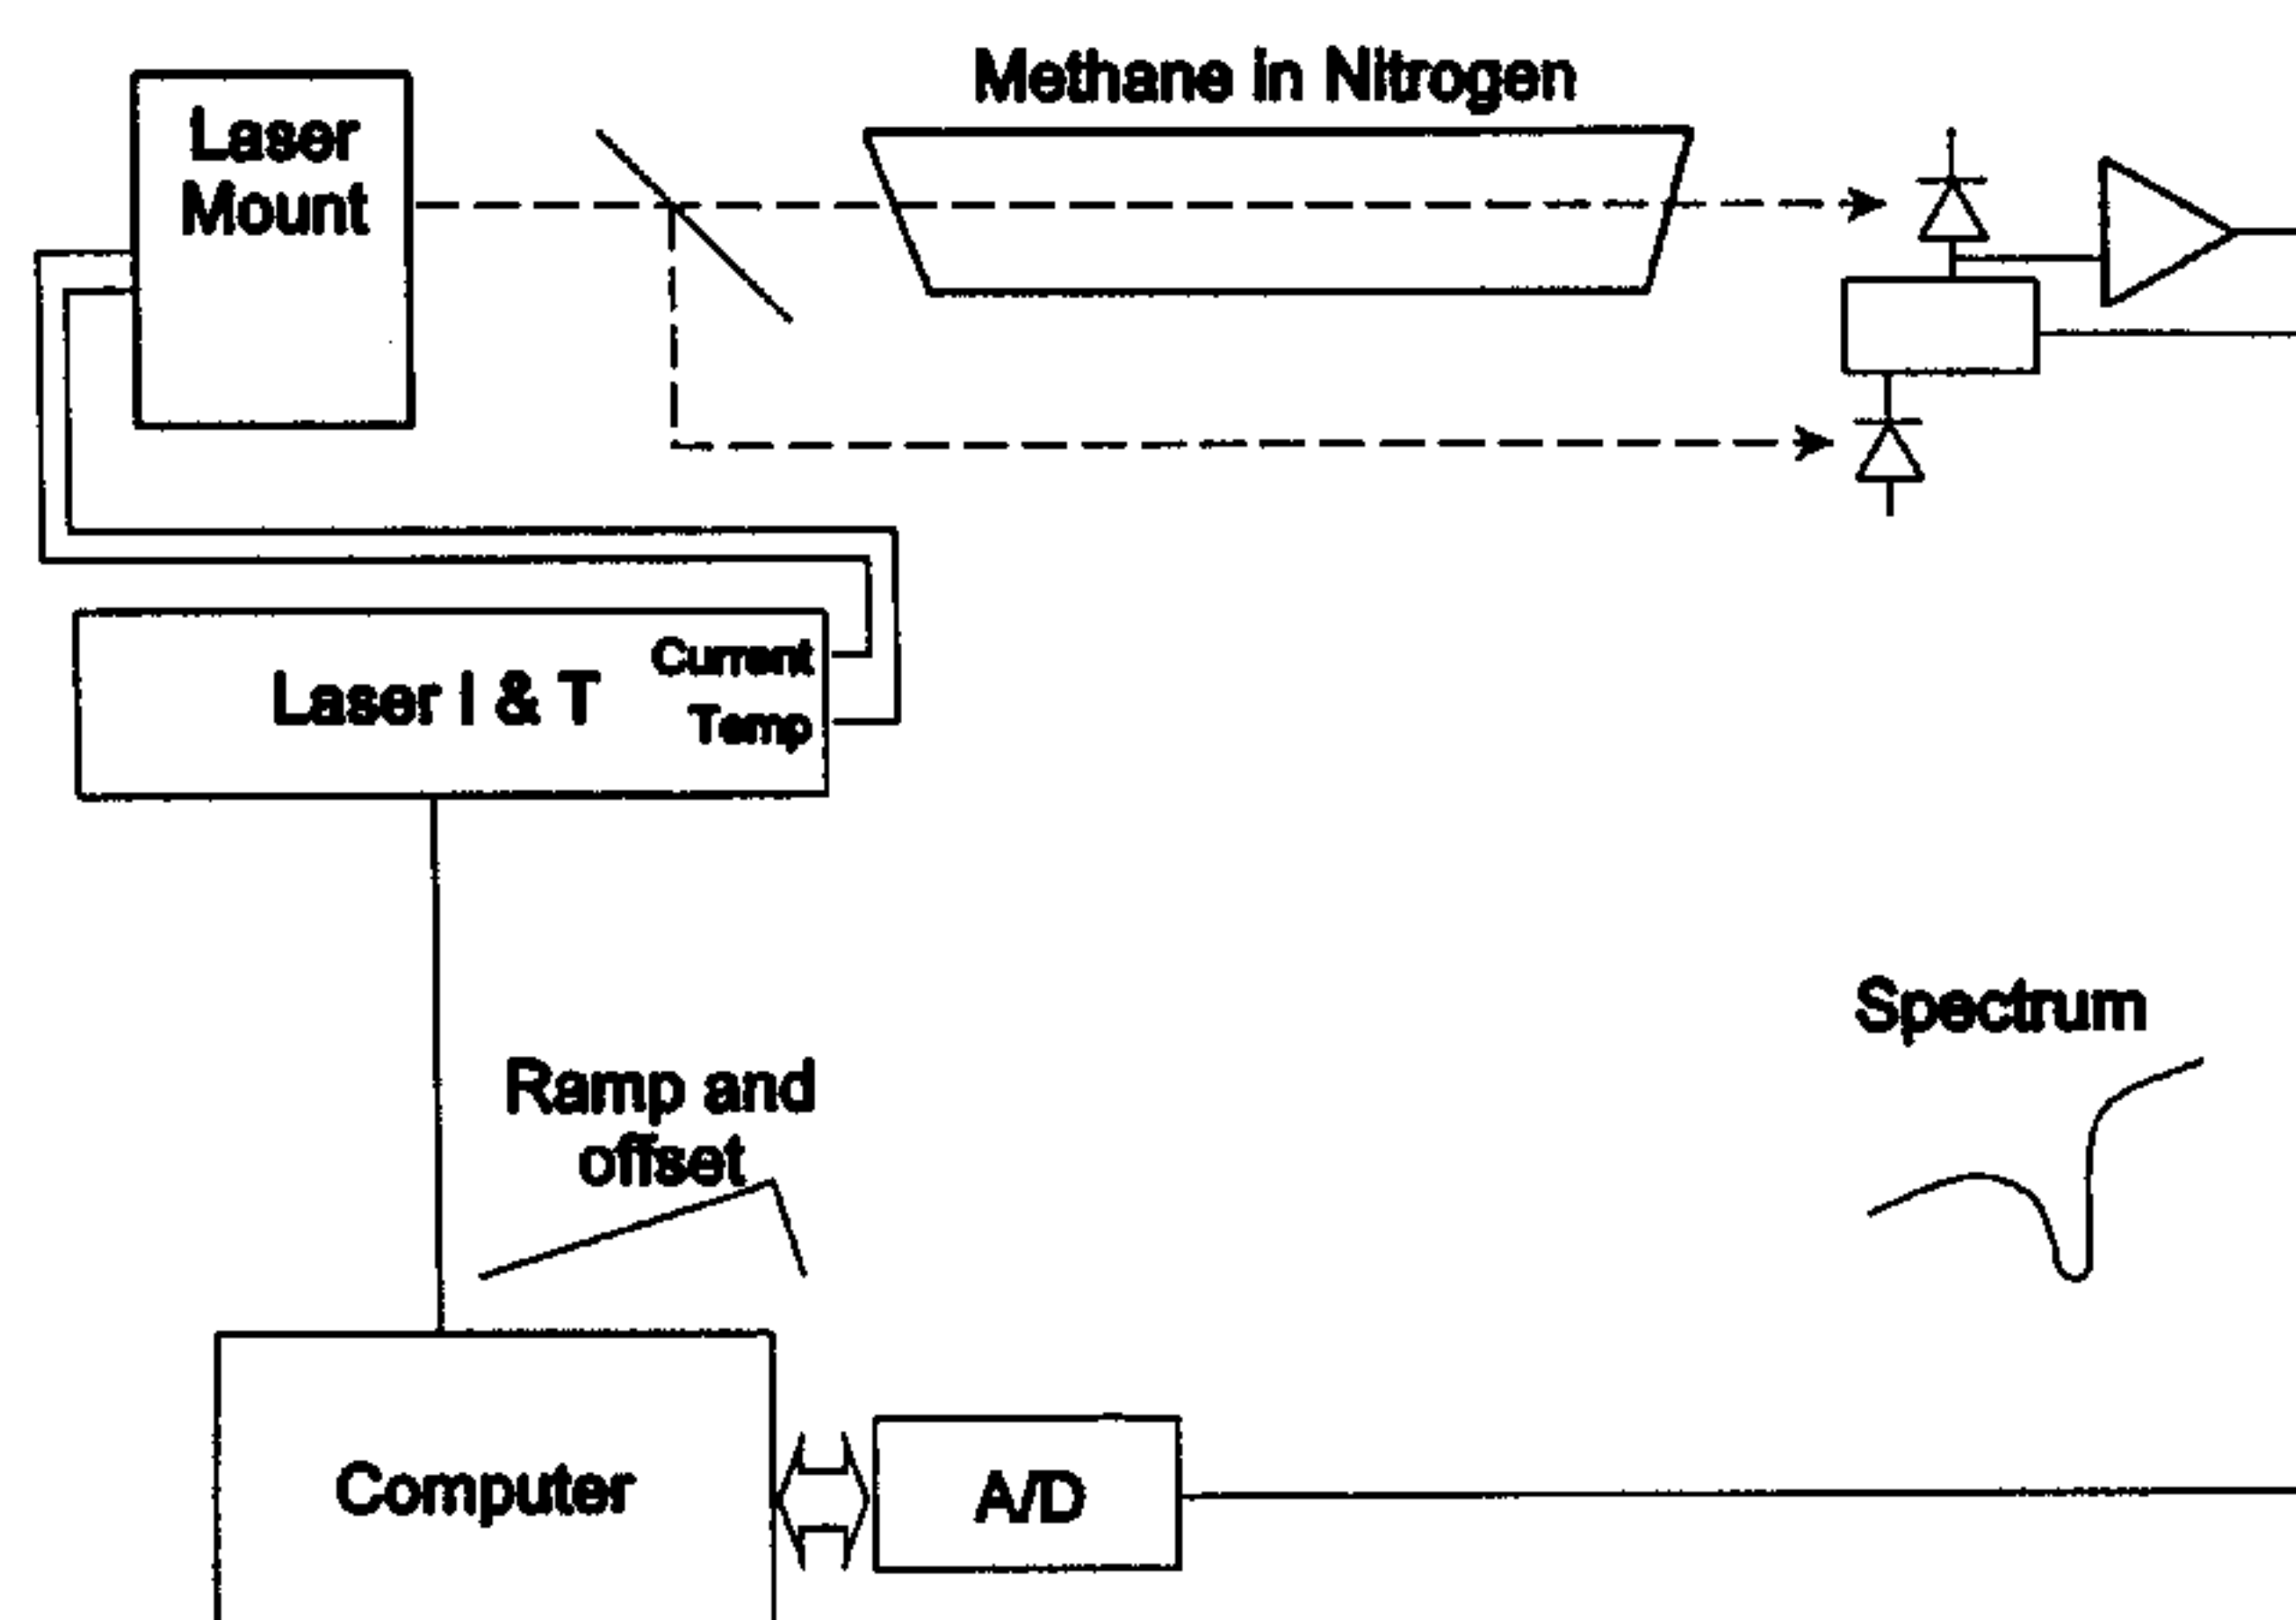 Methane in Nitrogen
Laser
Mount
Current
Laser I & T
Temp
Spectrum
Ramp and
offset
Computer
A/D